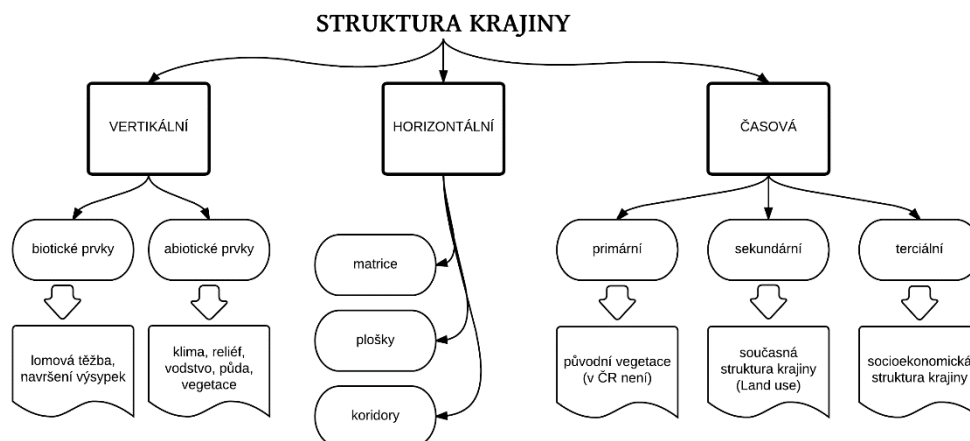 STRUKTURA KRAJINY
VERTIKÁLNÍ
HORIZONTÁLNÍ
ČASOVÁ
biotické prvky
abiotické prvky
matrice
plošky
koridory
primární
sekundární
terciální
lomová těžba,
navršení výsypek
klima, reliéf,
vodstvo, půda,
vegetace
původní vegetace
(v ČR není)
současná
struktura krajiny
(Land use)
socioekonomická
struktura krajiny